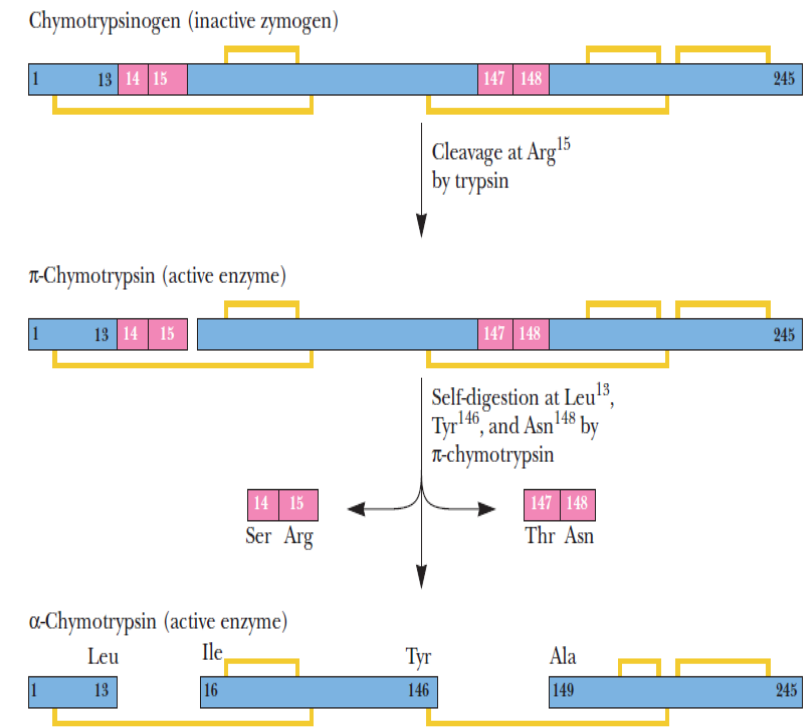 Chymotrypsinogen (inactive zymogen)
1 13 14 15 147 148 245
Cleavage at Arg¹⁵
by trypsin
π-Chymotrypsin (active enzyme)
1 13 14 15 147 148 245
Self-digestion at Leu¹³,
Tyr¹⁴⁶, and Asn¹⁴⁸ by
π-chymotrypsin
14 15 147 148
Ser Arg Thr Asn
α-Chymotrypsin (active enzyme)
Leu Ile Tyr Ala
1 13 16 146 149 245